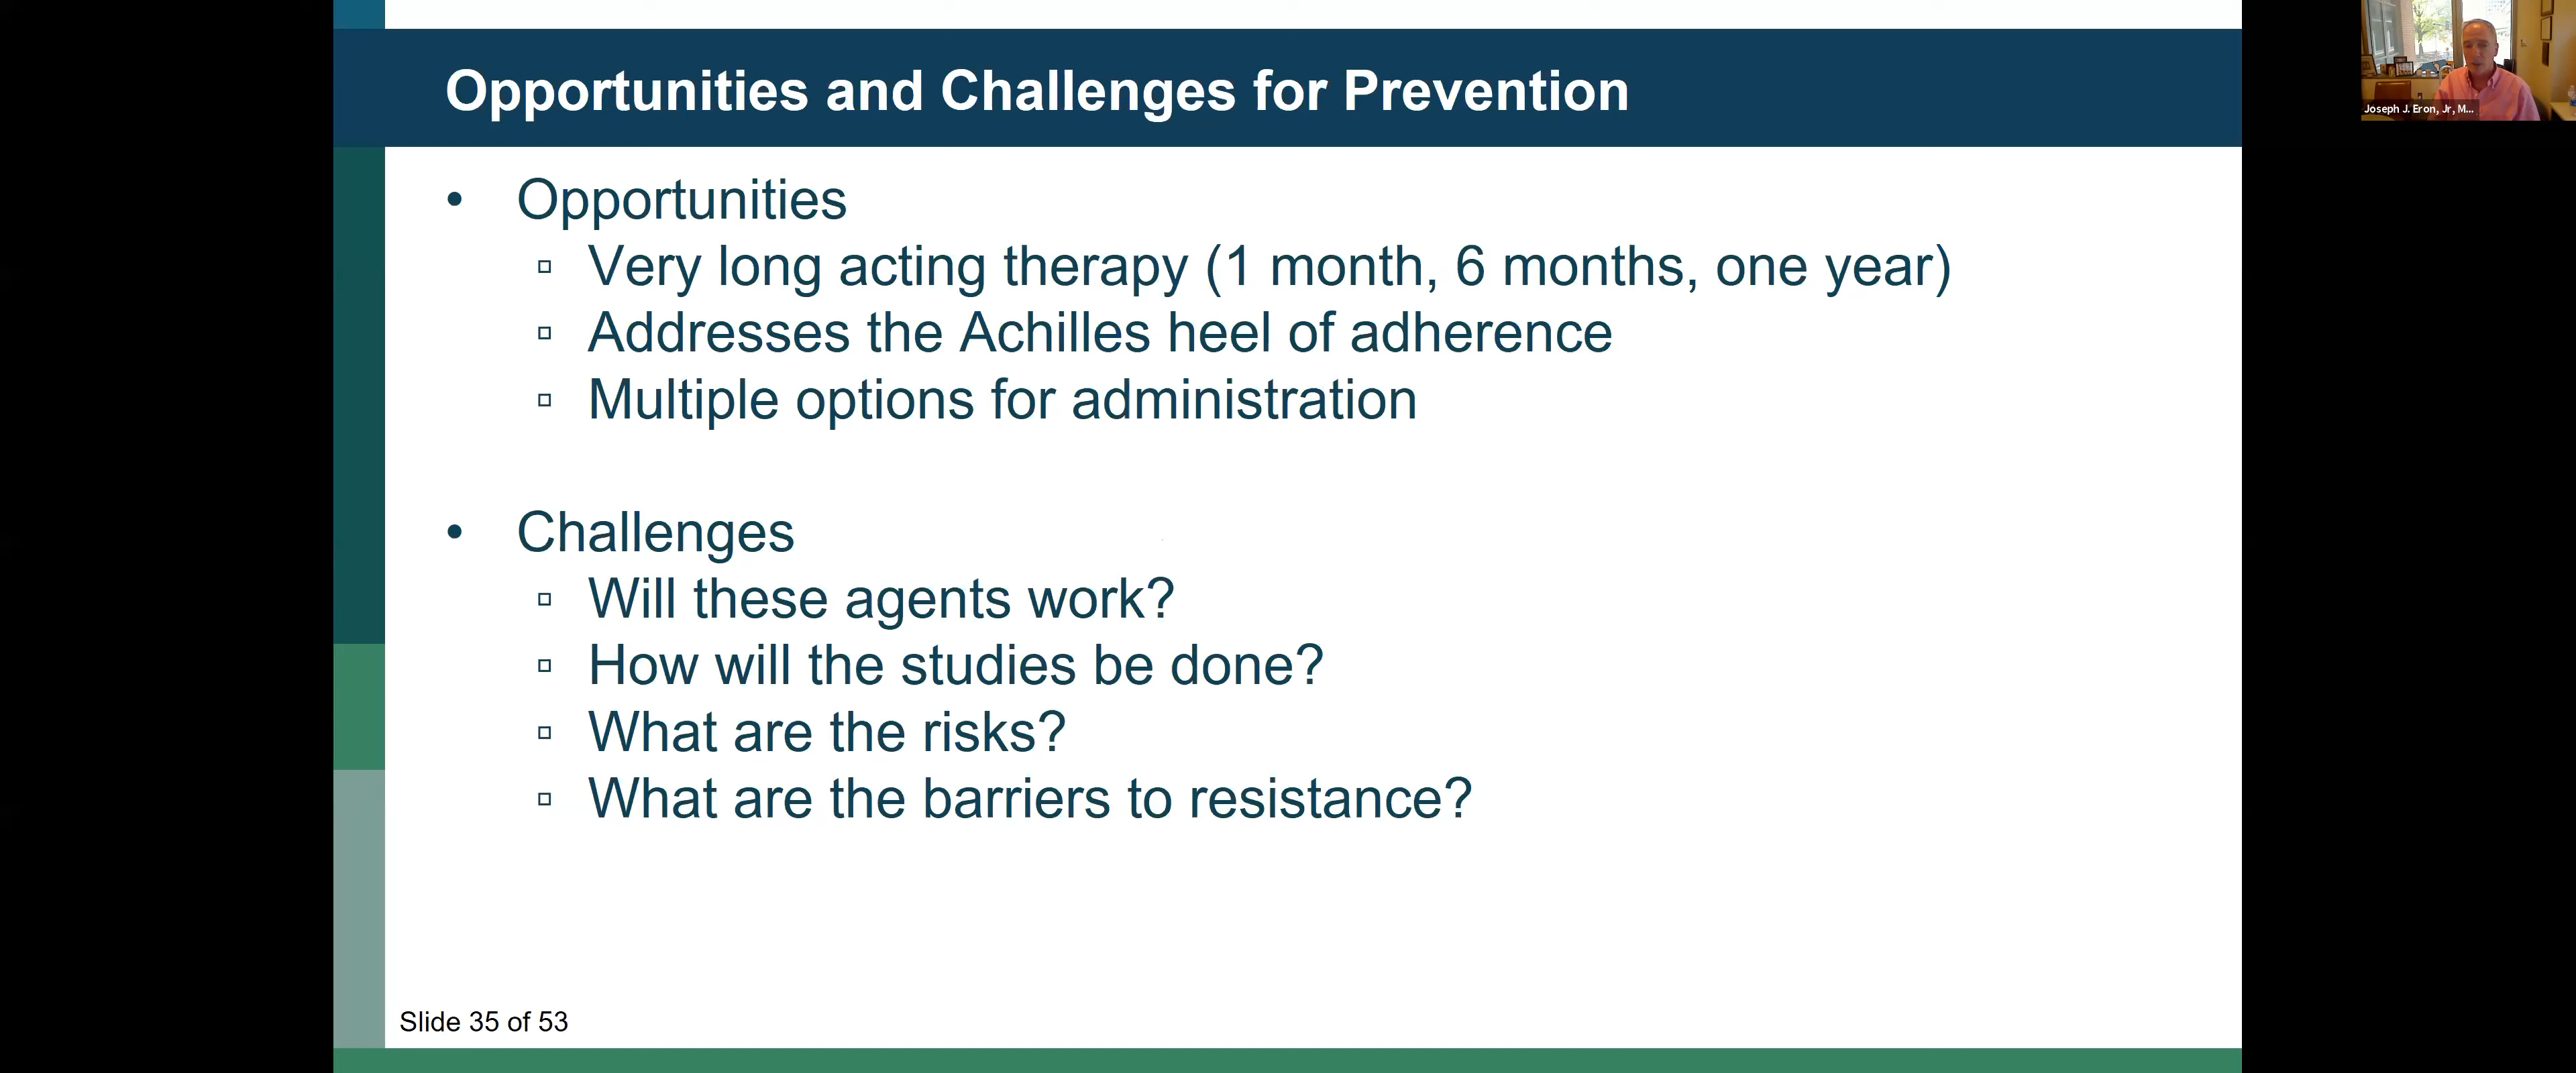 Opportunities and Challenges for Prevention
Joseph J. Eron, Jr, M...
• Opportunities
▫ Very long acting therapy (1 month, 6 months, one year)
▫ Addresses the Achilles heel of adherence
▫ Multiple options for administration
• Challenges
▫ Will these agents work?
▫ How will the studies be done?
▫ What are the risks?
▫ What are the barriers to resistance?
Slide 35 of 53